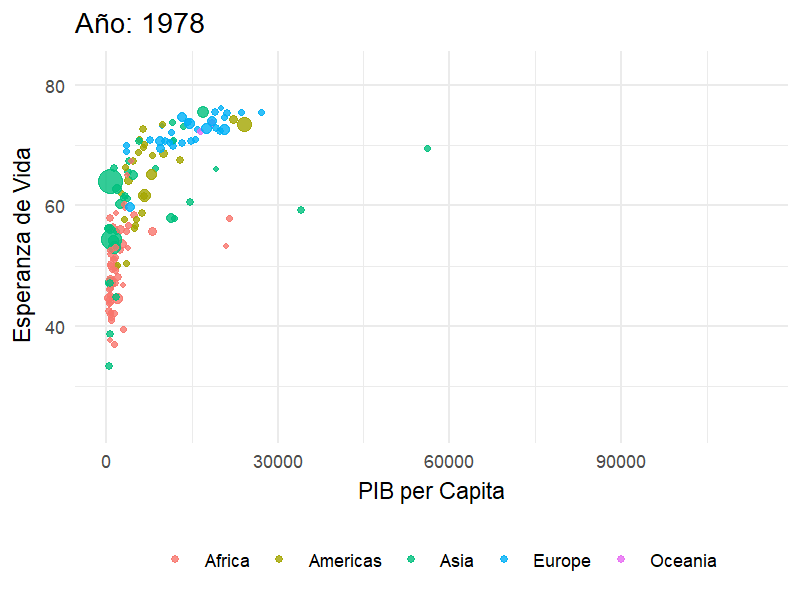 Año: 1978
80
60
40
Esperanza de Vida
0 30000 60000 90000
PIB per Capita
Africa Americas Asia Europe Oceania